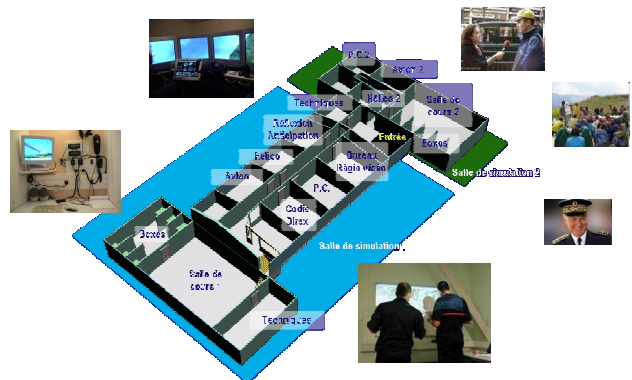 P.C.2
Avion 2
Techniques
Hélico 2
Salle de
cours 2
Réflexion
Anticipation
Entrée
Boxes
Hélico
Bureau
Régie vidéo
Salle de simulation 2
Avion
P.C.
Codis
Direx
Boxes
Salle de simulation 1
Salle de
cours 1
Techniques